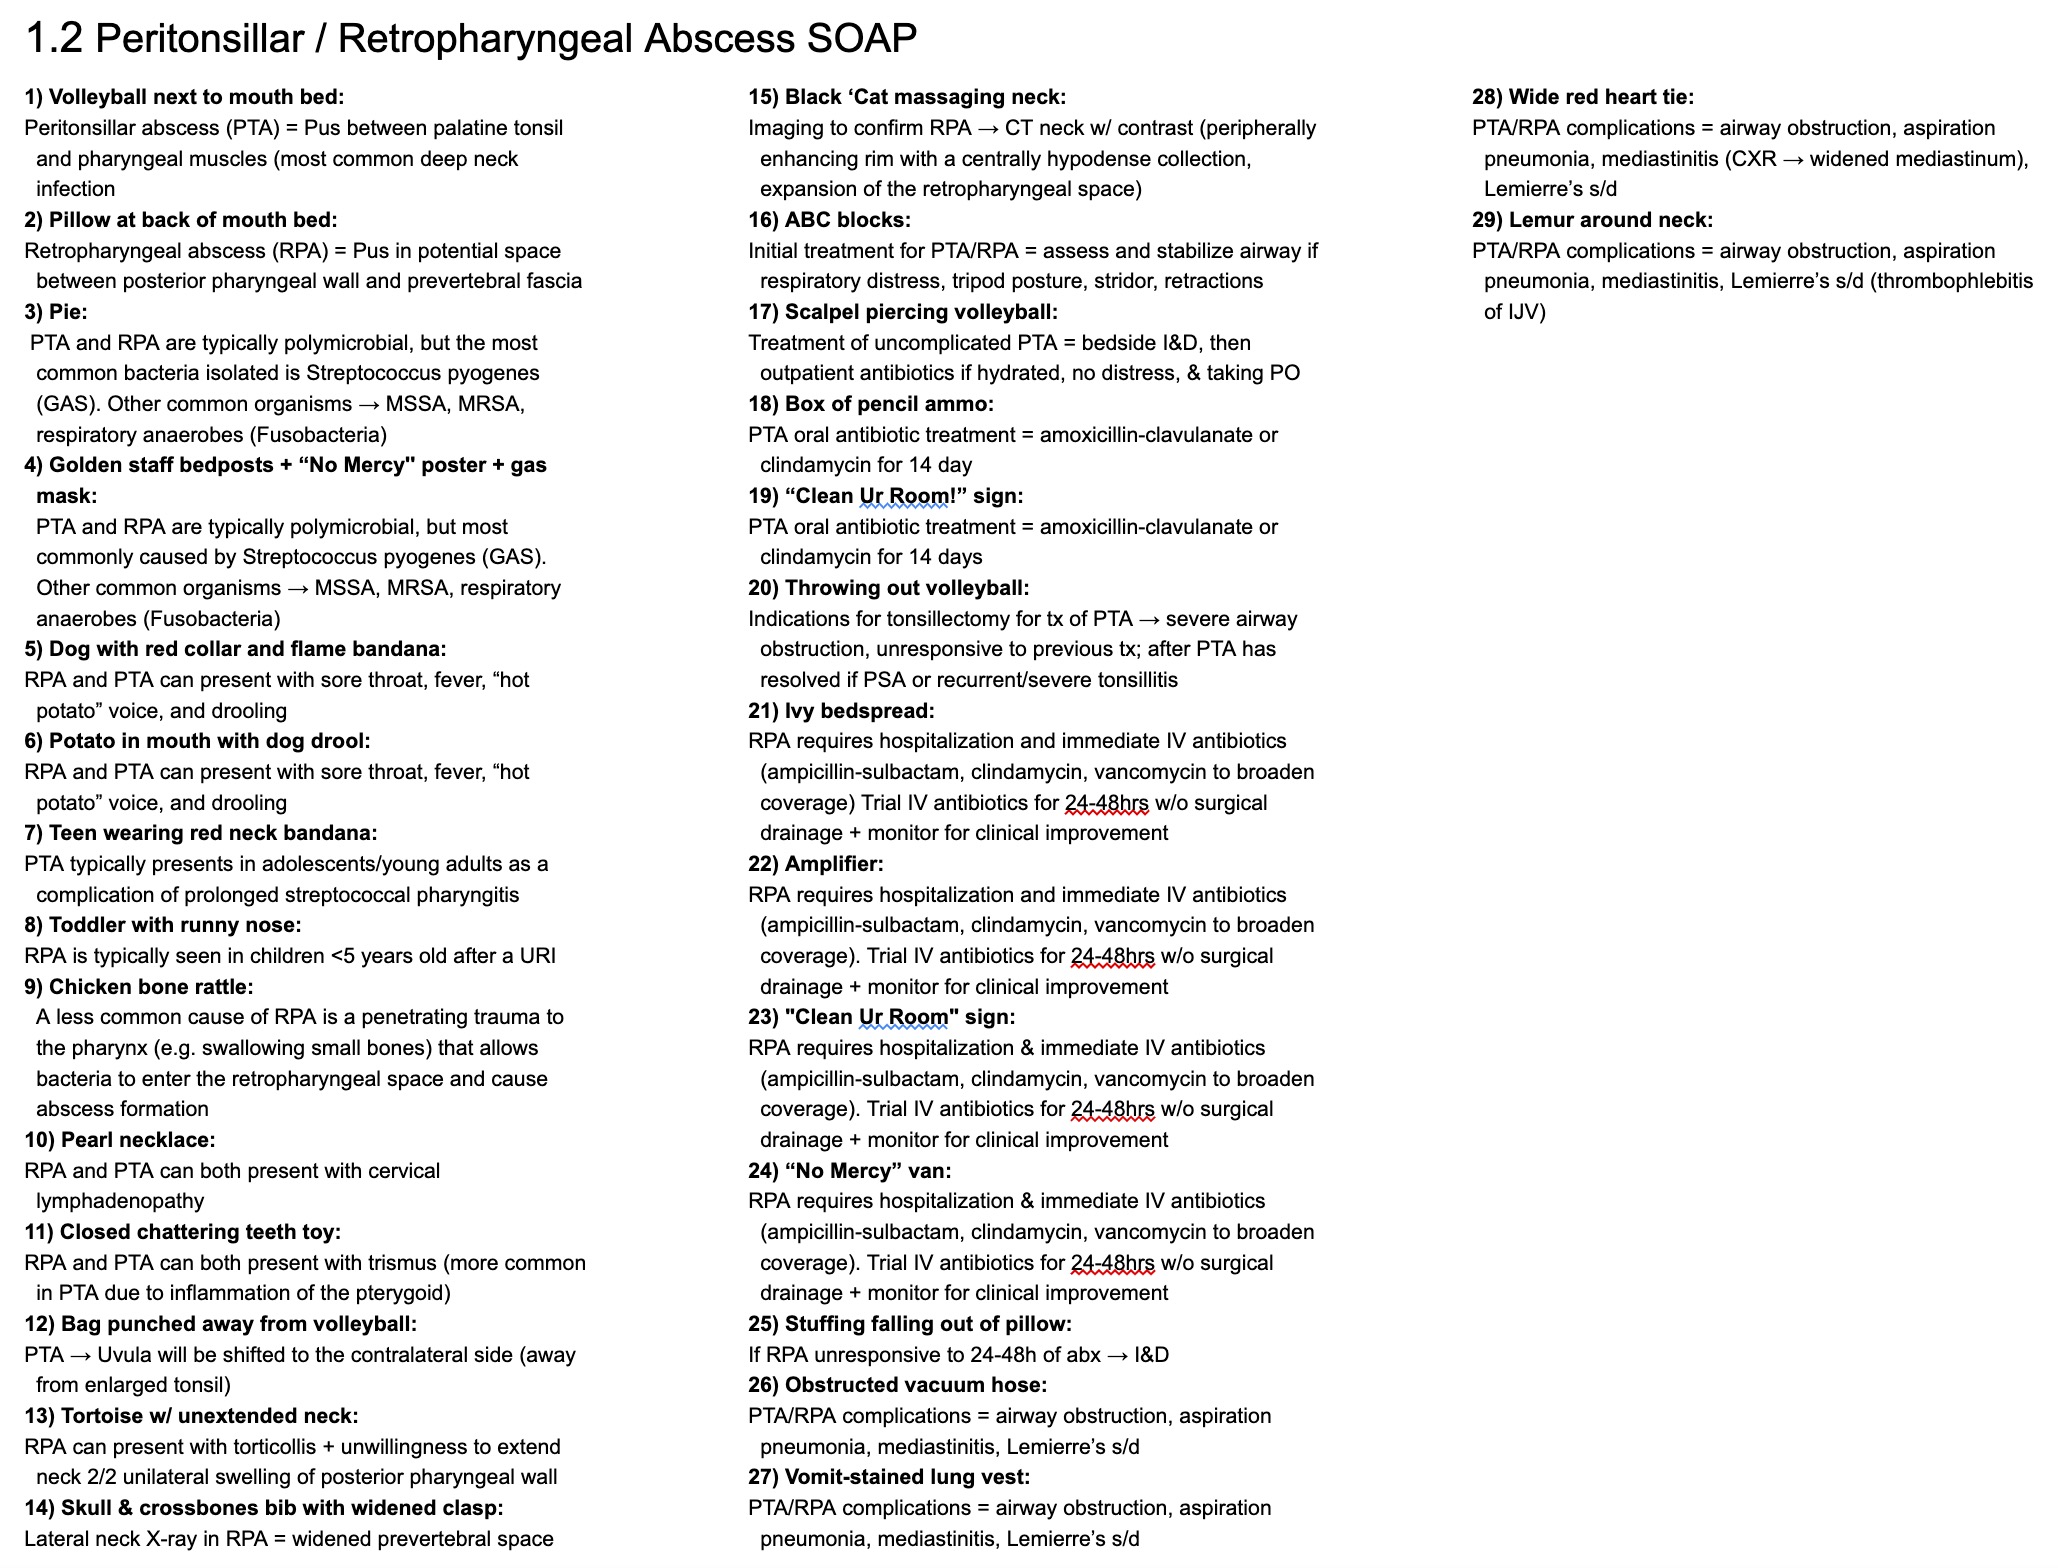 1.2 Peritonsillar / Retropharyngeal Abscess SOAP
1) Volleyball next to mouth bed:
Peritonsillar abscess (PTA) = Pus between palatine tonsil
and pharyngeal muscles (most common deep neck
infection
2) Pillow at back of mouth bed:
Retropharyngeal abscess (RPA) = Pus in potential space
between posterior pharyngeal wall and prevertebral fascia
3) Pie:
PTA and RPA are typically polymicrobial, but the most
common bacteria isolated is Streptococcus pyogenes
(GAS). Other common organisms → MSSA, MRSA,
respiratory anaerobes (Fusobacteria)
4) Golden staff bedposts + “No Mercy" poster + gas
mask:
PTA and RPA are typically polymicrobial, but most
commonly caused by Streptococcus pyogenes (GAS).
Other common organisms → MSSA, MRSA, respiratory
anaerobes (Fusobacteria)
5) Dog with red collar and flame bandana:
RPA and PTA can present with sore throat, fever, “hot
potato” voice, and drooling
6) Potato in mouth with dog drool:
RPA and PTA can present with sore throat, fever, “hot
potato” voice, and drooling
7) Teen wearing red neck bandana:
PTA typically presents in adolescents/young adults as a
complication of prolonged streptococcal pharyngitis
8) Toddler with runny nose:
RPA is typically seen in children <5 years old after a URI
9) Chicken bone rattle:
A less common cause of RPA is a penetrating trauma to
the pharynx (e.g. swallowing small bones) that allows
bacteria to enter the retropharyngeal space and cause
abscess formation
10) Pearl necklace:
RPA and PTA can both present with cervical
lymphadenopathy
11) Closed chattering teeth toy:
RPA and PTA can both present with trismus (more common
in PTA due to inflammation of the pterygoid)
12) Bag punched away from volleyball:
PTA → Uvula will be shifted to the contralateral side (away
from enlarged tonsil)
13) Tortoise w/ unextended neck:
RPA can present with torticollis + unwillingness to extend
neck 2/2 unilateral swelling of posterior pharyngeal wall
14) Skull & crossbones bib with widened clasp:
Lateral neck X-ray in RPA = widened prevertebral space
15) Black ‘Cat massaging neck:
Imaging to confirm RPA → CT neck w/ contrast (peripherally
enhancing rim with a centrally hypodense collection,
expansion of the retropharyngeal space)
16) ABC blocks:
Initial treatment for PTA/RPA = assess and stabilize airway if
respiratory distress, tripod posture, stridor, retractions
17) Scalpel piercing volleyball:
Treatment of uncomplicated PTA = bedside I&D, then
outpatient antibiotics if hydrated, no distress, & taking PO
18) Box of pencil ammo:
PTA oral antibiotic treatment = amoxicillin-clavulanate or
clindamycin for 14 day
19) “Clean Ur Room!” sign:
PTA oral antibiotic treatment = amoxicillin-clavulanate or
clindamycin for 14 days
20) Throwing out volleyball:
Indications for tonsillectomy for tx of PTA → severe airway
obstruction, unresponsive to previous tx; after PTA has
resolved if PSA or recurrent/severe tonsillitis
21) Ivy bedspread:
RPA requires hospitalization and immediate IV antibiotics
(ampicillin-sulbactam, clindamycin, vancomycin to broaden
coverage) Trial IV antibiotics for 24-48hrs w/o surgical
drainage + monitor for clinical improvement
22) Amplifier:
RPA requires hospitalization and immediate IV antibiotics
(ampicillin-sulbactam, clindamycin, vancomycin to broaden
coverage). Trial IV antibiotics for 24-48hrs w/o surgical
drainage + monitor for clinical improvement
23) "Clean Ur Room" sign:
RPA requires hospitalization & immediate IV antibiotics
(ampicillin-sulbactam, clindamycin, vancomycin to broaden
coverage). Trial IV antibiotics for 24-48hrs w/o surgical
drainage + monitor for clinical improvement
24) “No Mercy” van:
RPA requires hospitalization & immediate IV antibiotics
(ampicillin-sulbactam, clindamycin, vancomycin to broaden
coverage). Trial IV antibiotics for 24-48hrs w/o surgical
drainage + monitor for clinical improvement
25) Stuffing falling out of pillow:
If RPA unresponsive to 24-48h of abx → I&D
26) Obstructed vacuum hose:
PTA/RPA complications = airway obstruction, aspiration
pneumonia, mediastinitis, Lemierre’s s/d
27) Vomit-stained lung vest:
PTA/RPA complications = airway obstruction, aspiration
pneumonia, mediastinitis, Lemierre’s s/d
28) Wide red heart tie:
PTA/RPA complications = airway obstruction, aspiration
pneumonia, mediastinitis (CXR → widened mediastinum),
Lemierre’s s/d
29) Lemur around neck:
PTA/RPA complications = airway obstruction, aspiration
pneumonia, mediastinitis, Lemierre’s s/d (thrombophlebitis
of IJV)